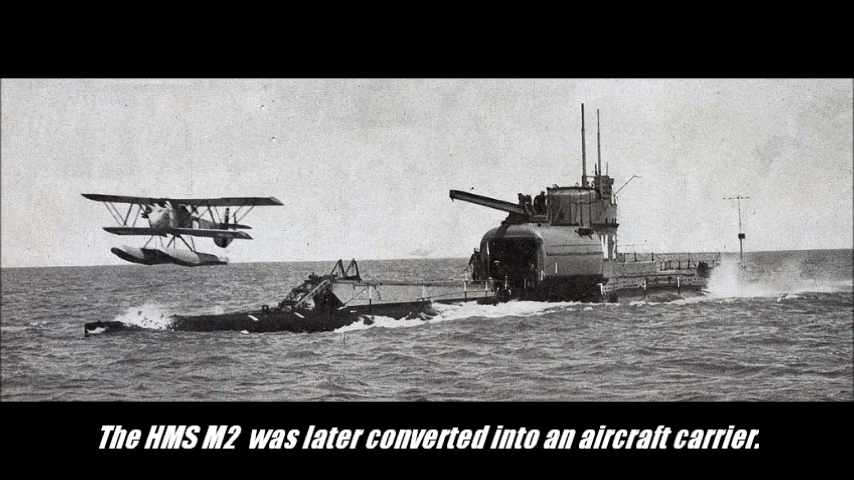 The HMS M2 was later converted into an aircraft carrier.